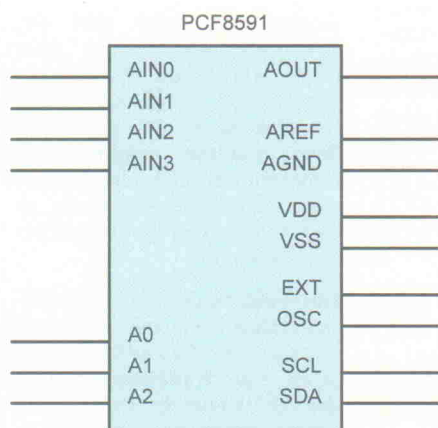 PCF8591
AIN0 AOUT
AIN1
AIN2 AREF
AIN3 AGND
VDD
VSS
EXT
OSC
A0
A1 SCL
A2 SDA